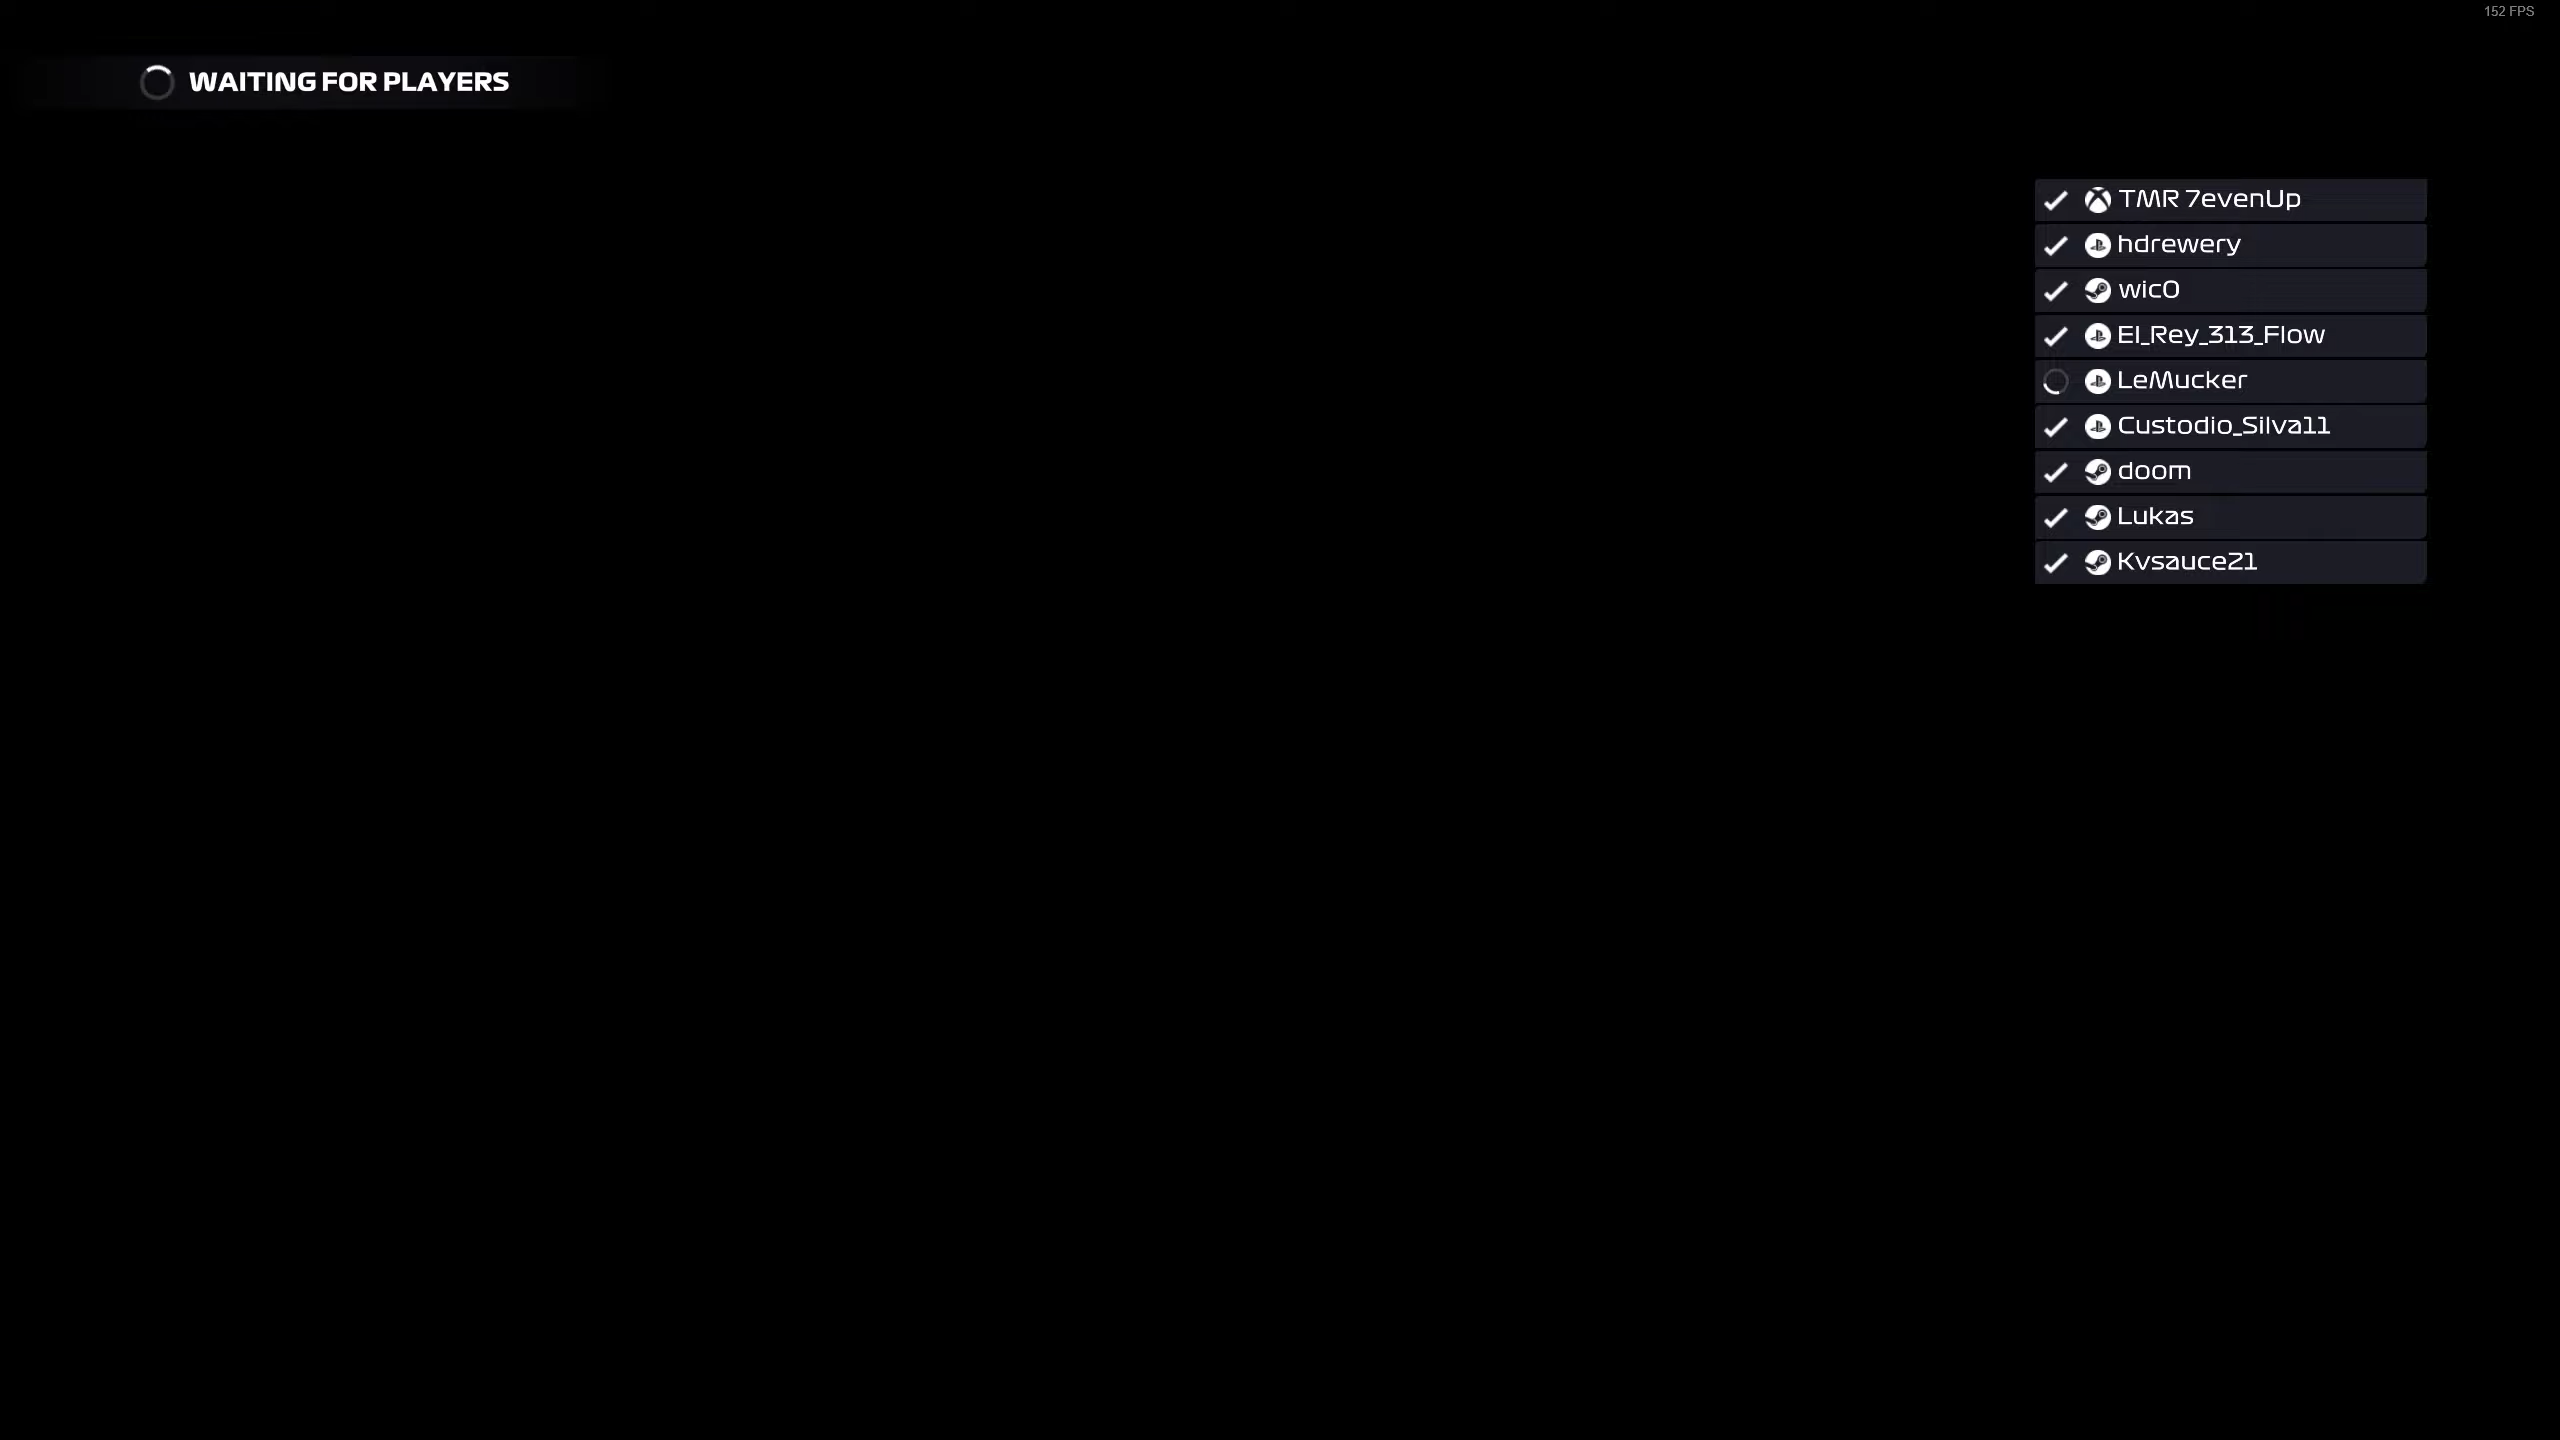 152 FPS
WAITING FOR PLAYERS
TMR 7evenUp
hdrewery
wic0
El_Rey_313_Flow
LeMucker
Custodio_Silva11
doom
Lukas
Kvsauce21